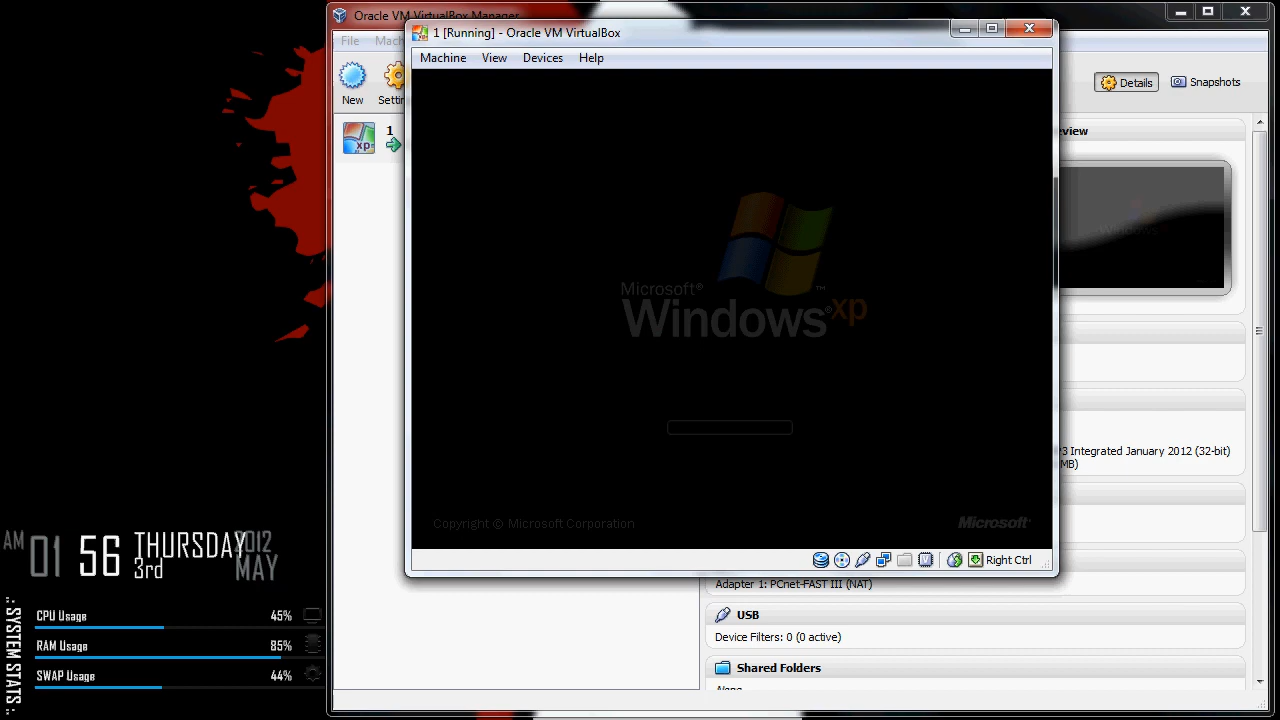 Oracle VM VirtualBox Manager
File
1 [Running] - Oracle VM VirtualBox
Machine View Devices Help
New
Details
Snapshots
1
xp
Microsoft®
Windows® xp ™
Copyright © Microsoft Corporation
Microsoft®
Right Ctrl
3 Integrated January 2012 (32-bit)
MB)
Adapter 1: PCnet-FAST III (NAT)
USB
Device Filters: 0 (0 active)
Shared Folders
None
AM
01 56 THURSDAY 2012
3rd MAY
.: SYSTEM STATS :.
CPU Usage 45%
RAM Usage 85%
SWAP Usage 44%